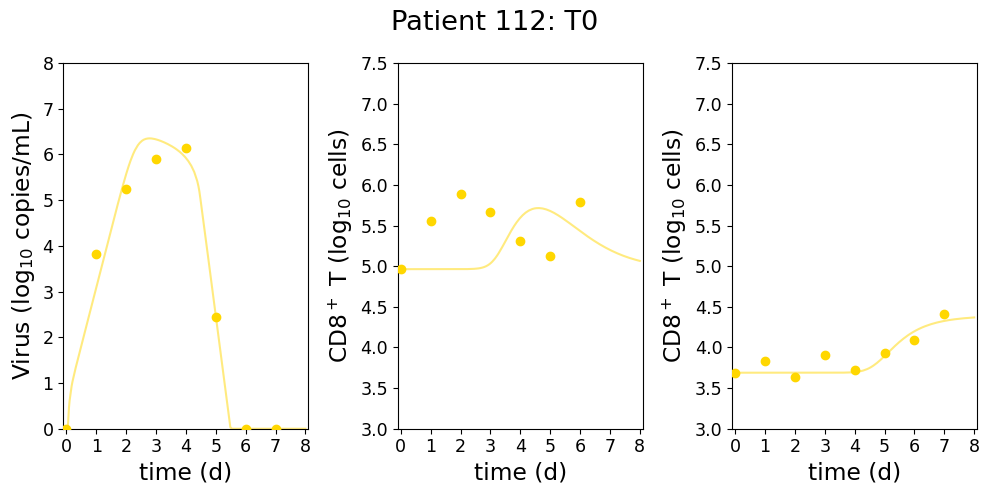 Patient 112: T0
Virus (log₁₀ copies/mL)
8
7
6
5
4
3
2
1
0
0 1 2 3 4 5 6 7 8
time (d)
CD8⁺ T (log₁₀ cells)
7.5
7.0
6.5
6.0
5.5
5.0
4.5
4.0
3.5
3.0
0 1 2 3 4 5 6 7 8
time (d)
CD8⁺ T (log₁₀ cells)
7.5
7.0
6.5
6.0
5.5
5.0
4.5
4.0
3.5
3.0
0 1 2 3 4 5 6 7 8
time (d)